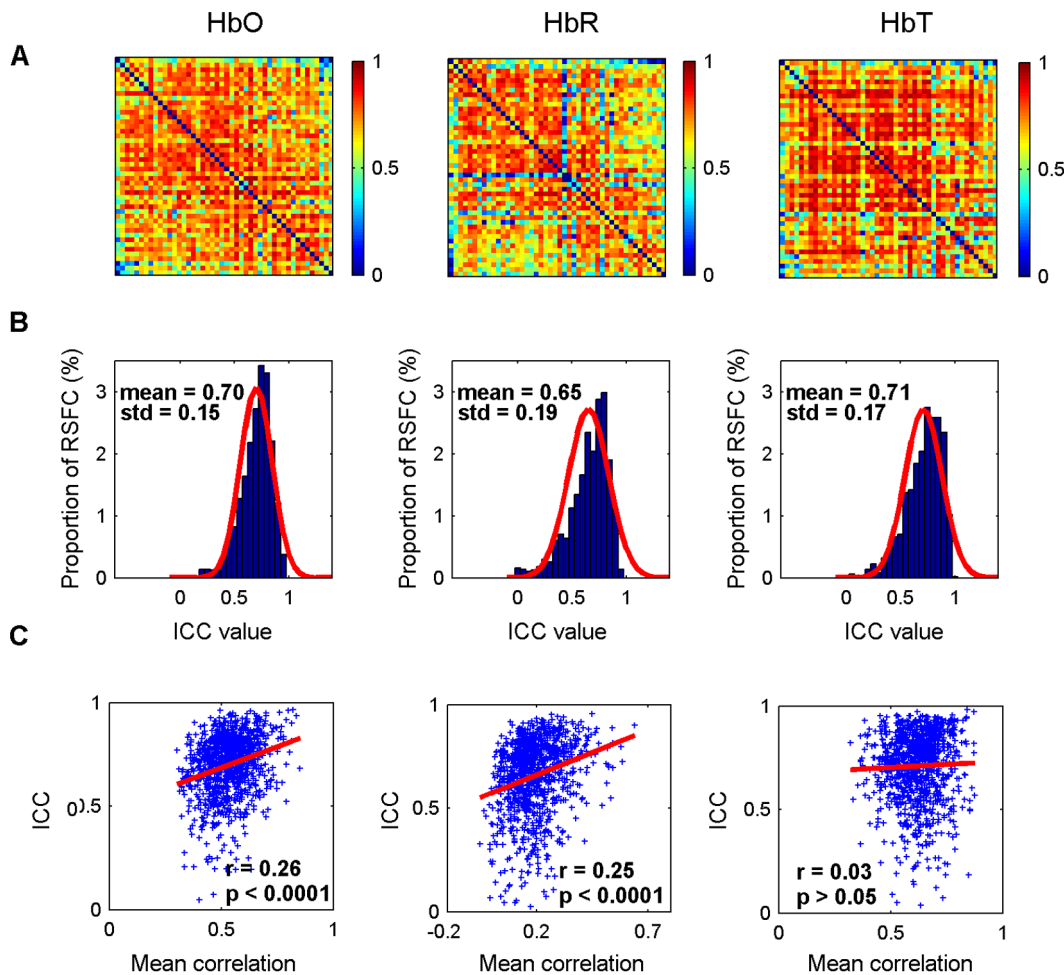 HbO HbR HbT
A
1 1 1
0.5 0.5 0.5
0 0 0
B
Proportion of RSFC (%) Proportion of RSFC (%) Proportion of RSFC (%)
3 3 3
mean = 0.70 mean = 0.65 mean = 0.71
std = 0.15 std = 0.19 std = 0.17
2 2 2
1 1 1
0 0 0
0 0.5 1 0 0.5 1 0 0.5 1
ICC value ICC value ICC value
C
1 1 1
ICC ICC ICC
0.5 0.5 0.5
r = 0.26 r = 0.25 r = 0.03
p < 0.0001 p < 0.0001 p > 0.05
0 0 0
0 0.5 1 -0.2 0.2 0.7 0 0.5 1
Mean correlation Mean correlation Mean correlation